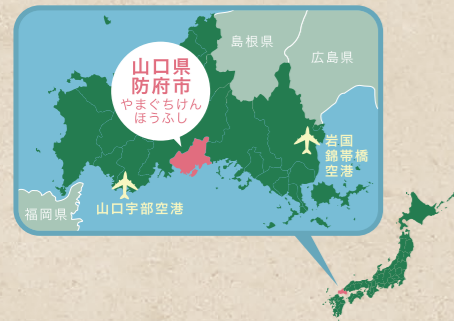 島根県
広島県
山口県
防府市
やまぐちけん
ほうふし
岩国
錦帯橋
空港
山口宇部空港
福岡県